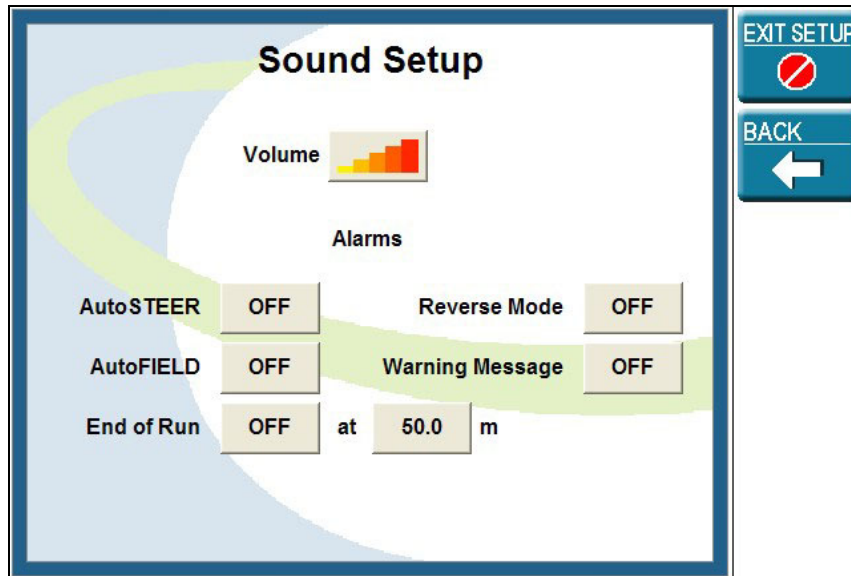 Sound Setup
EXIT SETUP
BACK
Volume
Alarms
AutoSTEER OFF Reverse Mode OFF
AutoFIELD OFF Warning Message OFF
End of Run OFF at 50.0 m